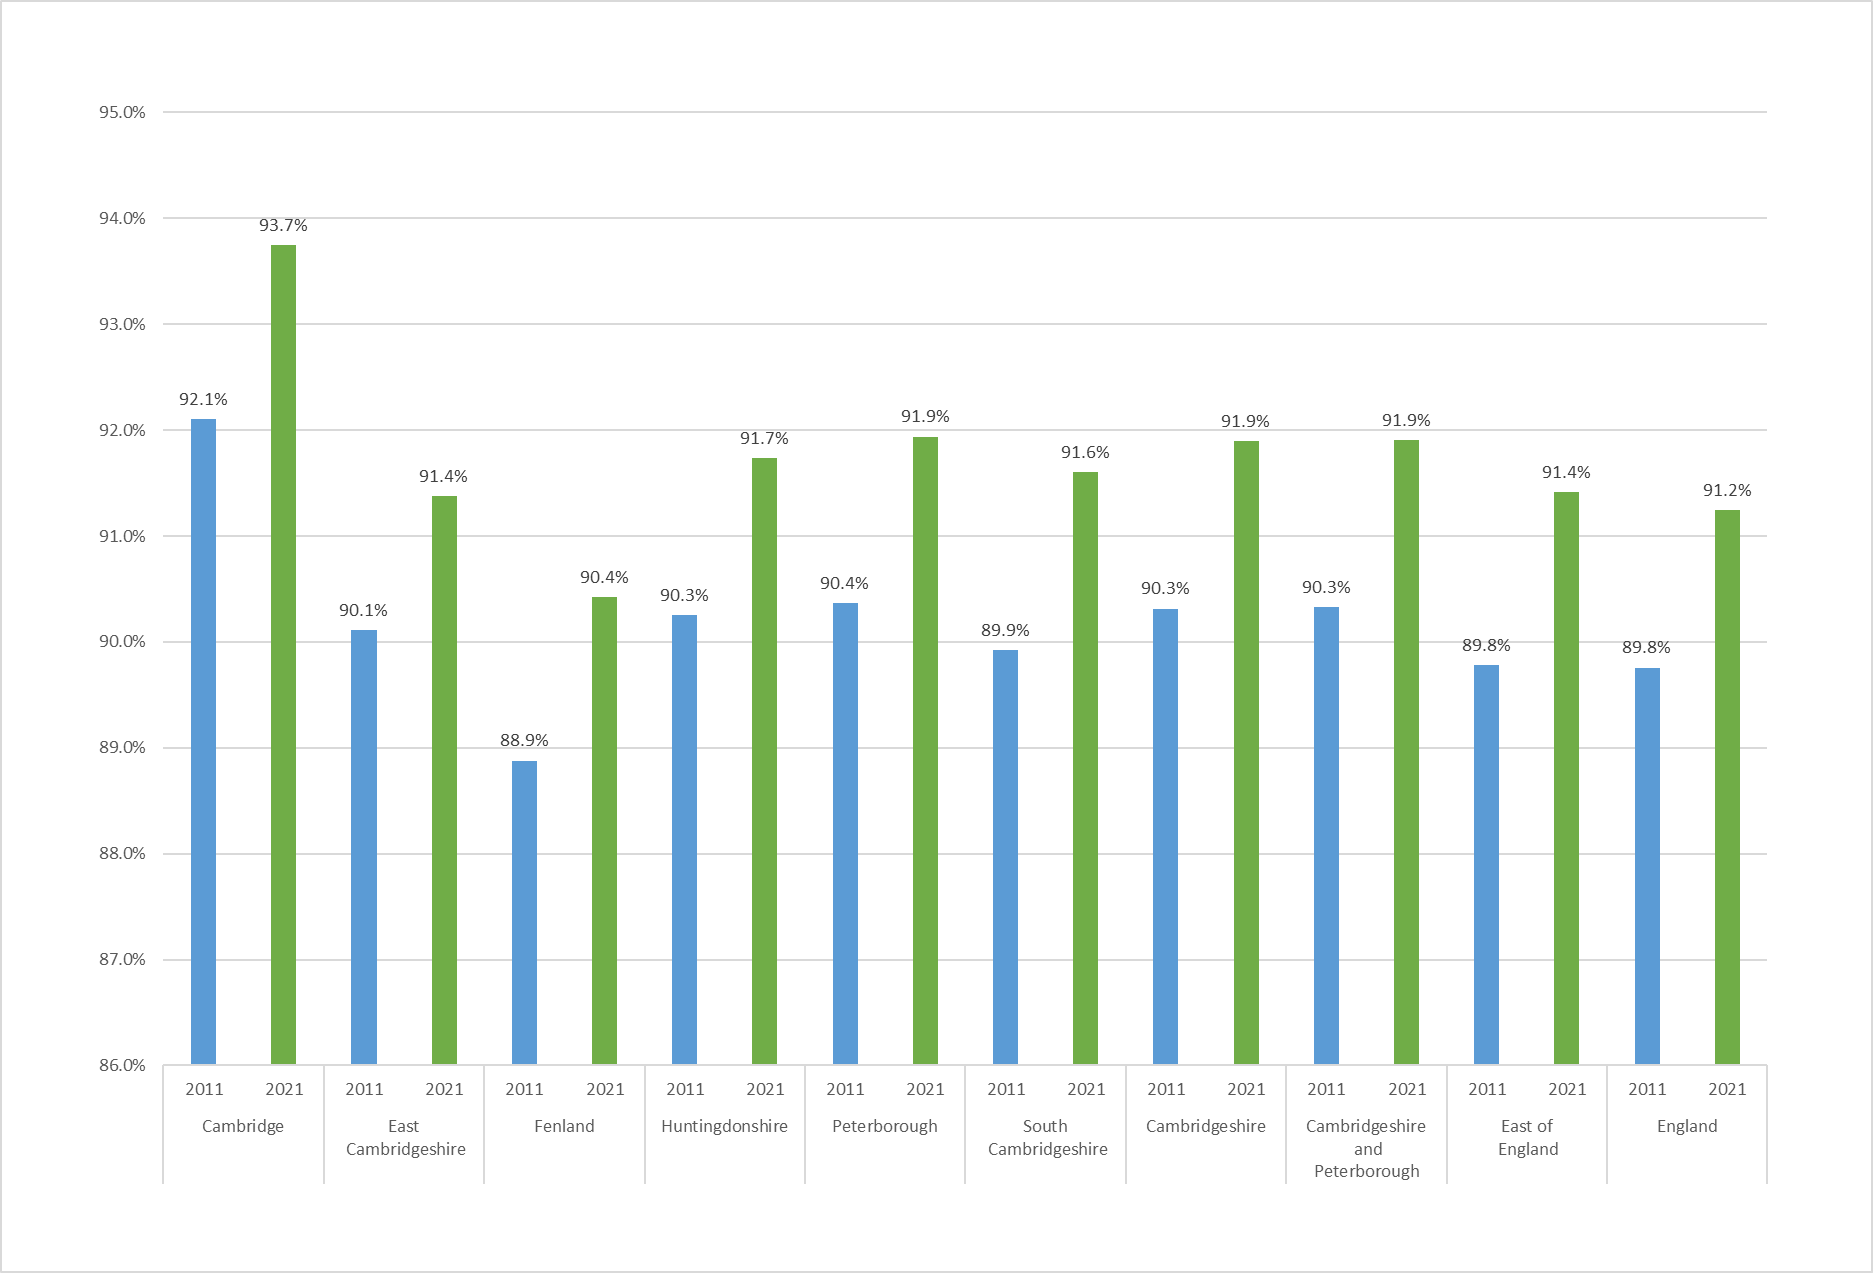 95.0%
94.0%
93.0%
92.0%
91.0%
90.0%
89.0%
88.0%
87.0%
86.0%
92.1%
93.7%
90.1%
91.4%
88.9%
90.4%
90.3%
91.7%
90.4%
91.9%
89.9%
91.6%
90.3%
91.9%
90.3%
91.9%
89.8%
91.4%
89.8%
91.2%
2011 2021 2011 2021 2011 2021 2011 2021 2011 2021 2011 2021 2011 2021 2011 2021 2011 2021 2011 2021
Cambridge
East
Cambridgeshire
Fenland
Huntingdonshire
Peterborough
South
Cambridgeshire
Cambridgeshire
Cambridgeshire
and
Peterborough
East of
England
England